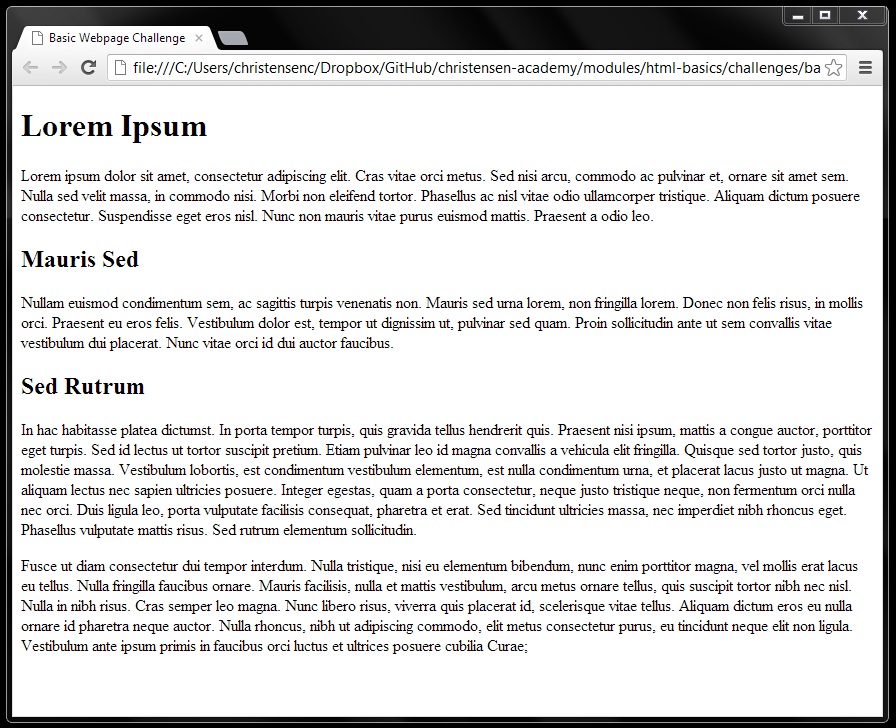 Basic Webpage Challenge
file:///C:/Users/christensenc/Dropbox/GitHub/christensen-academy/modules/html-basics/challenges/ba
Lorem Ipsum
Lorem ipsum dolor sit amet, consectetur adipiscing elit. Cras vitae orci metus. Sed nisi arcu, commodo ac pulvinar et, ornare sit amet sem.
Nulla sed velit massa, in commodo nisi. Morbi non eleifend tortor. Phasellus ac nisl vitae odio ullamcorper tristique. Aliquam dictum posuere
consectetur. Suspendisse eget eros nisl. Nunc non mauris vitae purus euismod mattis. Praesent a odio leo.
Mauris Sed
Nullam euismod condimentum sem, ac sagittis turpis venenatis non. Mauris sed urna lorem, non fringilla lorem. Donec non felis risus, in mollis
orci. Praesent eu eros felis. Vestibulum dolor est, tempor ut dignissim ut, pulvinar sed quam. Proin sollicitudin ante ut sem convallis vitae
vestibulum dui placerat. Nunc vitae orci id dui auctor faucibus.
Sed Rutrum
In hac habitasse platea dictumst. In porta tempor turpis, quis gravida tellus hendrerit quis. Praesent nisi ipsum, mattis a congue auctor, porttitor
eget turpis. Sed id lectus ut tortor suscipit pretium. Etiam pulvinar leo id magna convallis a vehicula elit fringilla. Quisque sed tortor justo, quis
molestie massa. Vestibulum lobortis, est condimentum vestibulum elementum, est nulla condimentum urna, et placerat lacus justo ut magna. Ut
aliquam lectus nec sapien ultricies posuere. Integer egestas, quam a porta consectetur, neque justo tristique neque, non fermentum orci nulla
nec orci. Duis ligula leo, porta vulputate facilisis consequat, pharetra et erat. Sed tincidunt ultricies massa, nec imperdiet nibh rhoncus eget.
Phasellus vulputate mattis risus. Sed rutrum elementum sollicitudin.
Fusce ut diam consectetur dui tempor interdum. Nulla tristique, nisi eu elementum bibendum, nunc enim porttitor magna, vel mollis erat lacus
eu tellus. Nulla fringilla faucibus ornare. Mauris facilisis, nulla et mattis vestibulum, arcu metus ornare tellus, quis suscipit tortor nibh nec nisl.
Nulla in nibh risus. Cras semper leo magna. Nunc libero risus, viverra quis placerat id, scelerisque vitae tellus. Aliquam dictum eros eu nulla
ornare id pharetra neque auctor. Nulla rhoncus, nibh ut adipiscing commodo, elit metus consectetur purus, eu tincidunt neque elit non ligula.
Vestibulum ante ipsum primis in faucibus orci luctus et ultrices posuere cubilia Curae;